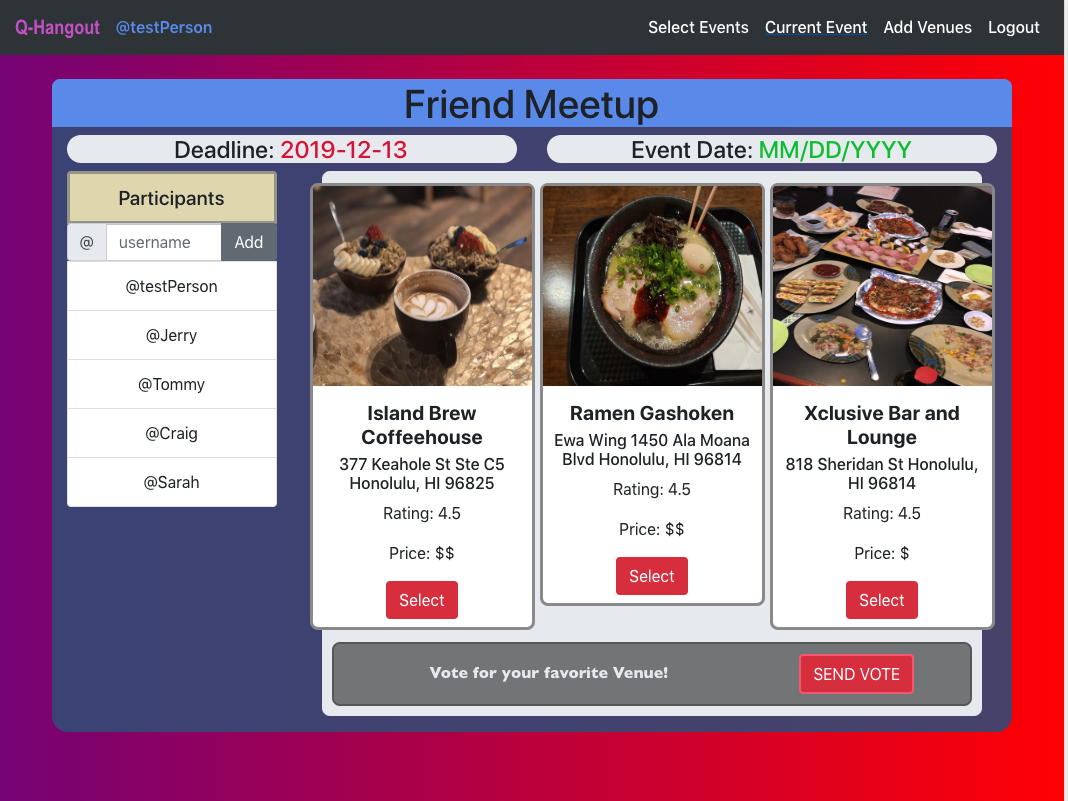 Q-Hangout @testPerson Select Events Current Event Add Venues Logout
Friend Meetup
Deadline: 2019-12-13 Event Date: MM/DD/YYYY
Participants
@ username Add
@testPerson
@Jerry
@Tommy
@Craig
@Sarah
Island Brew
Coffeehouse
377 Keahole St Ste C5
Honolulu, HI 96825
Rating: 4.5
Price: $$
Select
Ramen Gashoken
Ewa Wing 1450 Ala Moana
Blvd Honolulu, HI 96814
Rating: 4.5
Price: $$
Select
Xclusive Bar and
Lounge
818 Sheridan St Honolulu,
HI 96814
Rating: 4.5
Price: $
Select
Vote for your favorite Venue! SEND VOTE